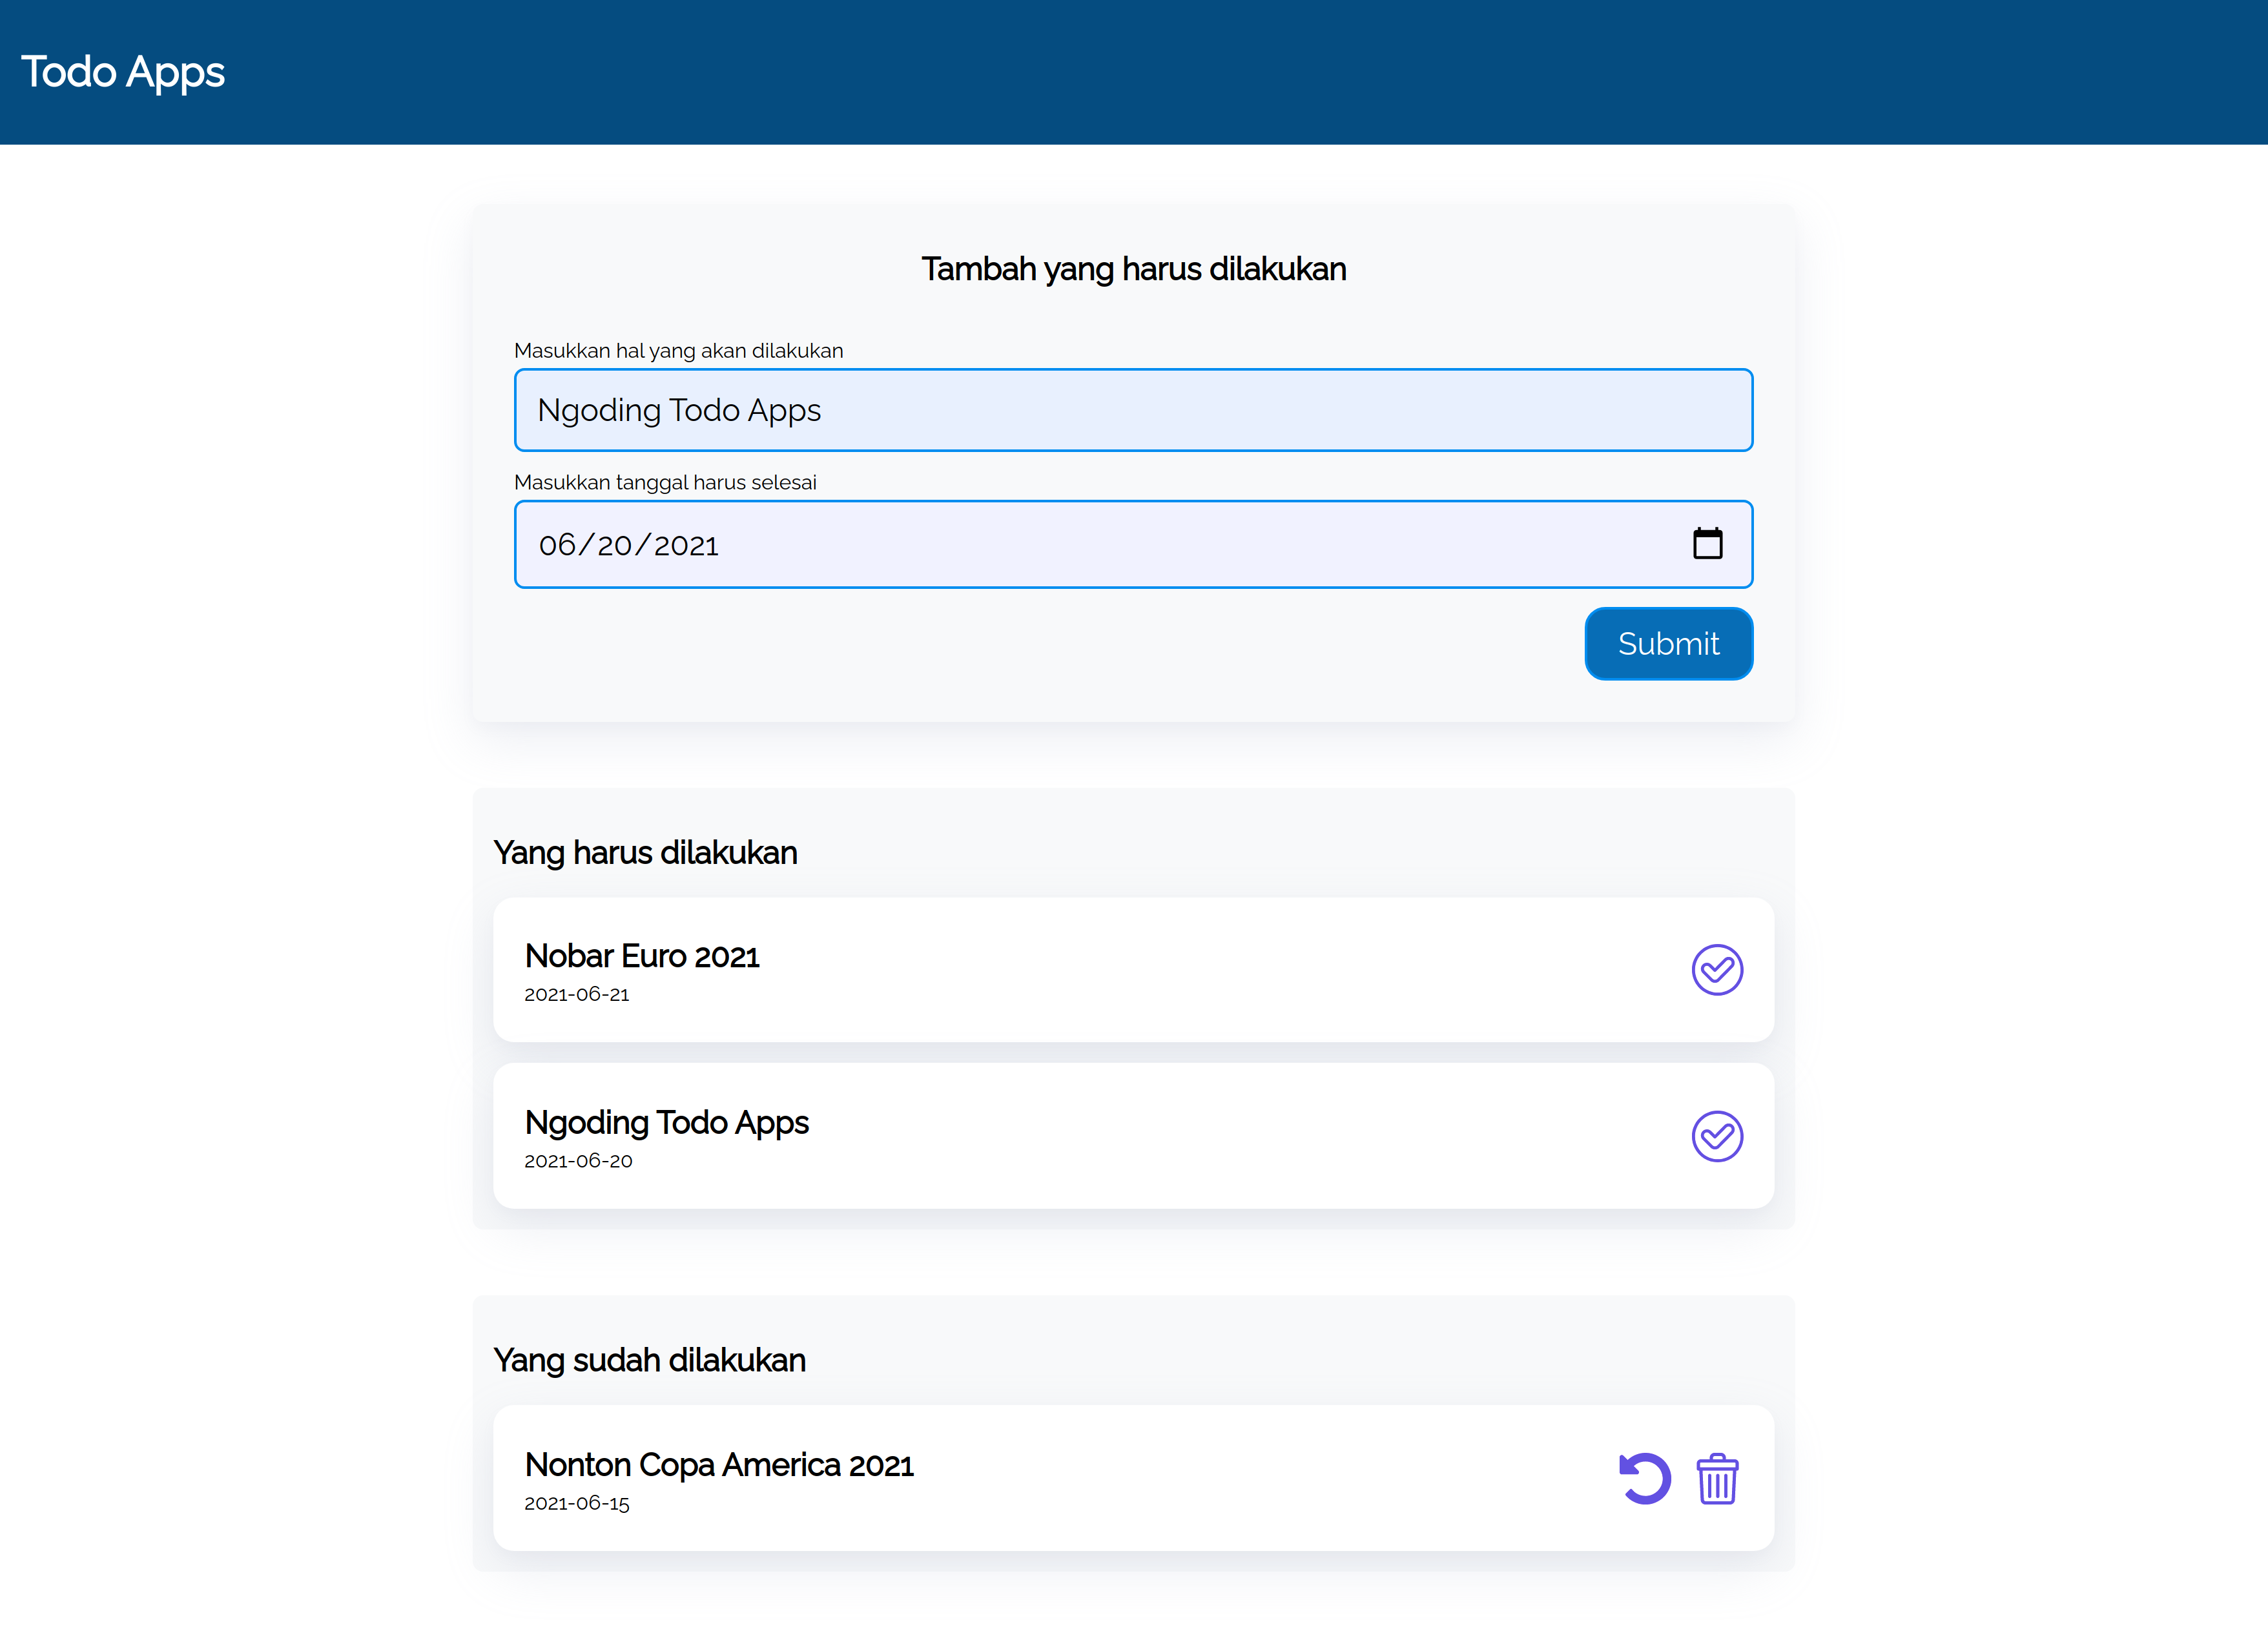 Todo Apps
Tambah yang harus dilakukan
Masukkan hal yang akan dilakukan
Ngoding Todo Apps
Masukkan tanggal harus selesai
06/20/2021
Submit
Yang harus dilakukan
Nobar Euro 2021
2021-06-21
Ngoding Todo Apps
2021-06-20
Yang sudah dilakukan
Nonton Copa America 2021
2021-06-15